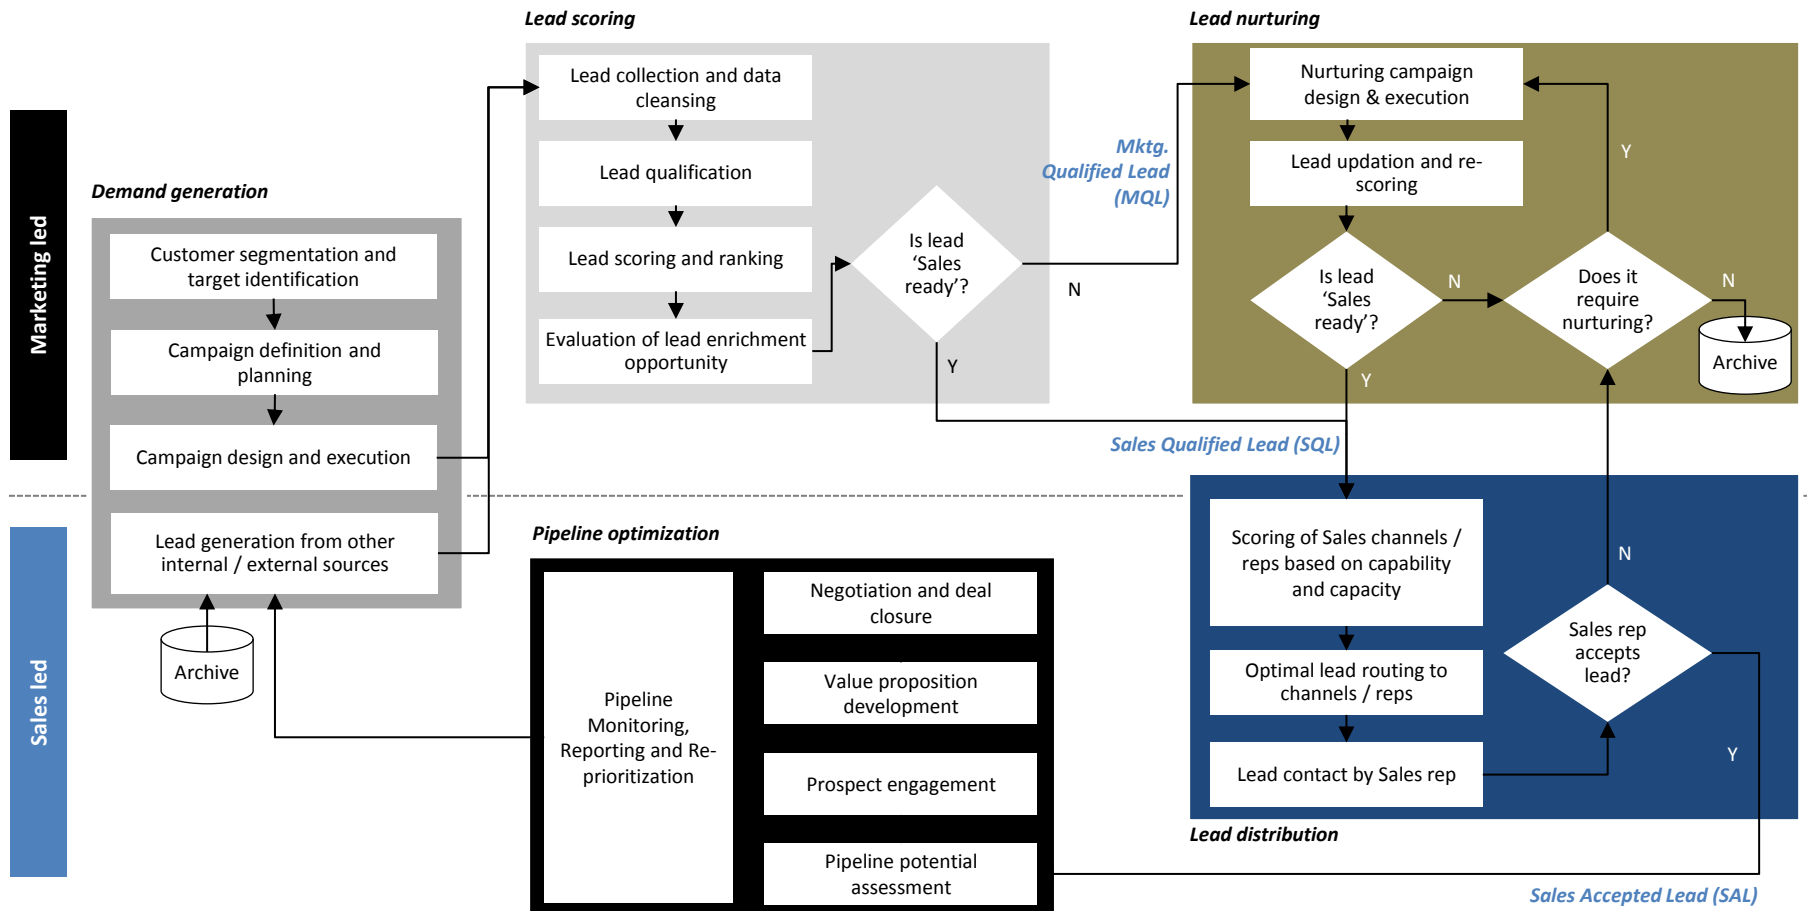 Lead scoring
Lead nurturing
Marketing led
Demand generation
Customer segmentation and
target identification
Campaign definition and
planning
Campaign design and execution
Lead generation from other
internal / external sources
Archive
Lead collection and data
cleansing
Lead qualification
Lead scoring and ranking
Evaluation of lead enrichment
opportunity
Is lead
‘Sales
ready’?
N
Y
Mktg.
Qualified Lead
(MQL)
Nurturing campaign
design & execution
Lead updation and re-
scoring
Is lead
‘Sales
ready’?
N
Y
Does it
require
nurturing?
Y
N
Archive
Sales Qualified Lead (SQL)
Sales led
Pipeline optimization
Pipeline
Monitoring,
Reporting and Re-
prioritization
Negotiation and deal
closure
Value proposition
development
Prospect engagement
Pipeline potential
assessment
Scoring of Sales channels /
reps based on capability
and capacity
Optimal lead routing to
channels / reps
Lead contact by Sales rep
Sales rep
accepts
lead?
N
Y
Lead distribution
Sales Accepted Lead (SAL)